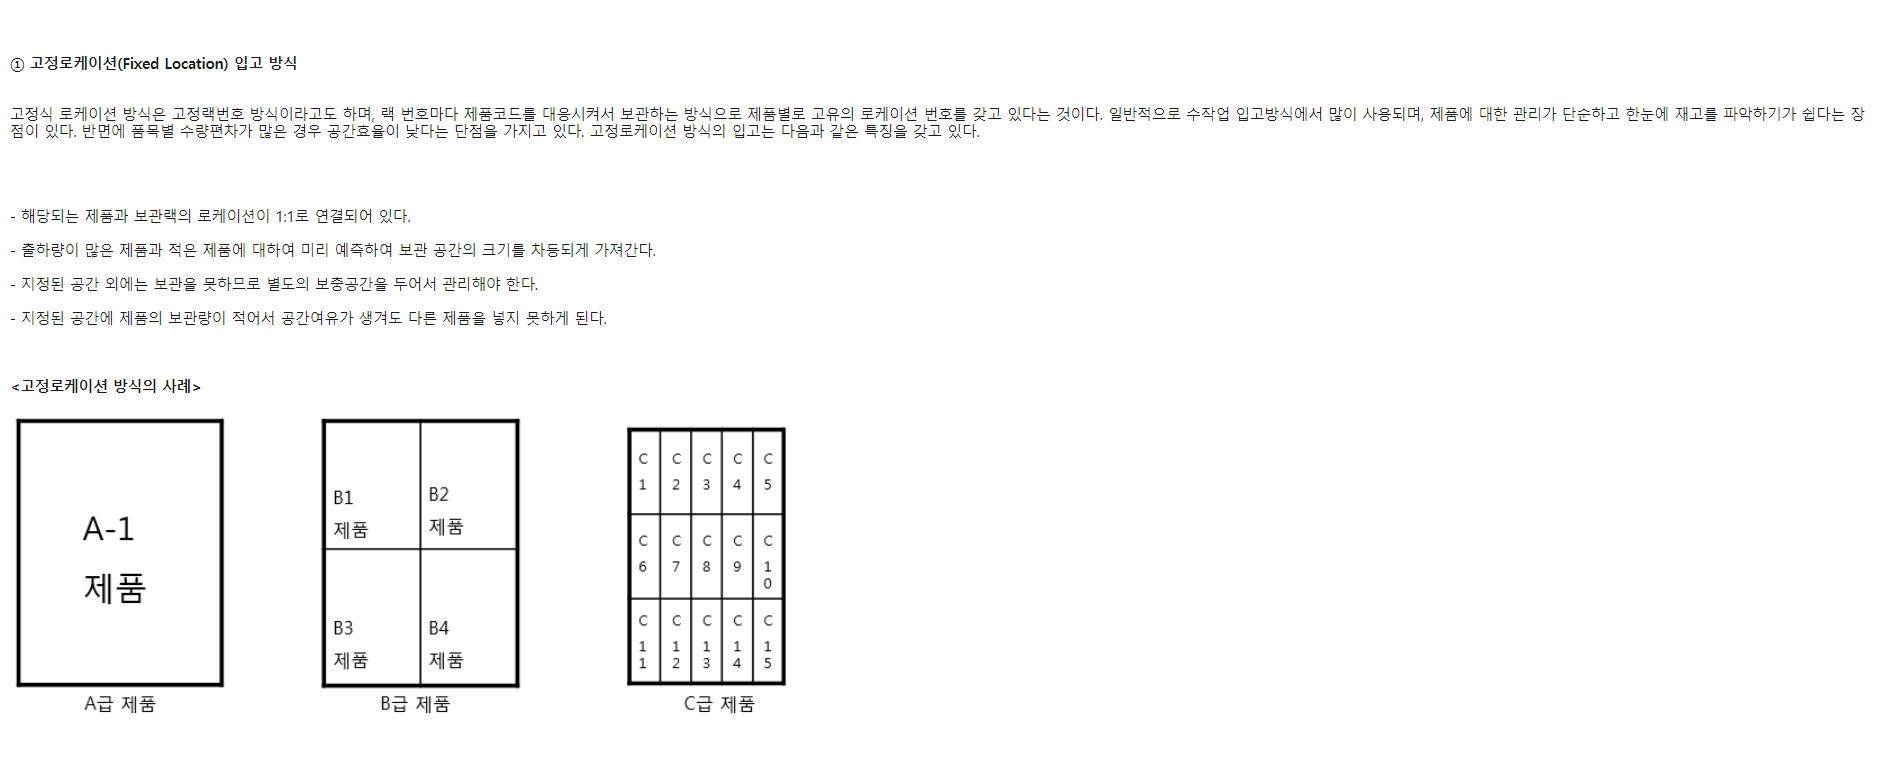 ① 고정로케이션(Fixed Location) 입고 방식
고정식 로케이션 방식은 고정랙번호 방식이라고도 하며, 랙 번호마다 제품코드를 대응시켜서 보관하는 방식으로 제품별로 고유의 로케이션 번호를 갖고 있다는 것이다. 일반적으로 수작업 입고방식에서 많이 사용되며, 제품에 대한 관리가 단순하고 한눈에 재고를 파악하기가 쉽다는 장
점이 있다. 반면에 품목별 수량편차가 많은 경우 공간효율이 낮다는 단점을 가지고 있다. 고정로케이션 방식의 입고는 다음과 같은 특징을 갖고 있다.
- 해당되는 제품과 보관랙의 로케이션이 1:1로 연결되어 있다.
- 출하량이 많은 제품과 적은 제품에 대하여 미리 예측하여 보관 공간의 크기를 차등되게 가져간다.
- 지정된 공간 외에는 보관을 못하므로 별도의 보충공간을 두어서 관리해야 한다.
- 지정된 공간에 제품의 보관량이 적어서 공간여유가 생겨도 다른 제품을 넣지 못하게 된다.
<고정로케이션 방식의 사례>
A-1
제품
A급 제품
B1
제품
B2
제품
B3
제품
B4
제품
B급 제품
C 1
C 2
C 3
C 4
C 5
C 6
C 7
C 8
C 9
C 10
C 11
C 12
C 13
C 14
C 15
C급 제품